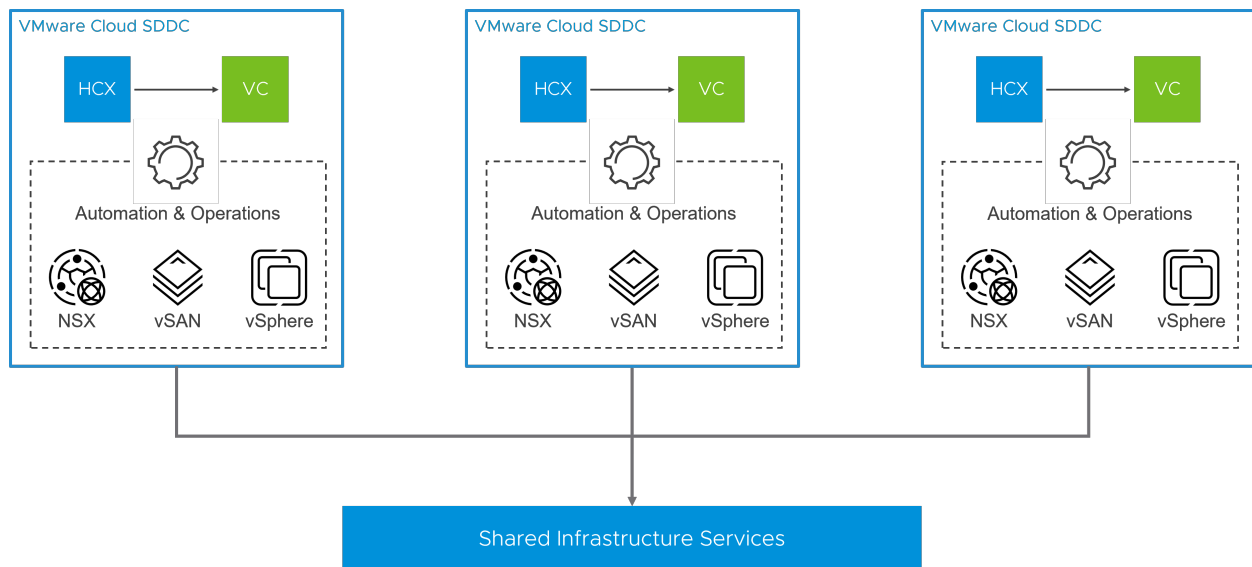 VMware Cloud SDDC
HCX
VC
Automation & Operations
NSX
vSAN
vSphere
VMware Cloud SDDC
HCX
VC
Automation & Operations
NSX
vSAN
vSphere
VMware Cloud SDDC
HCX
VC
Automation & Operations
NSX
vSAN
vSphere
Shared Infrastructure Services